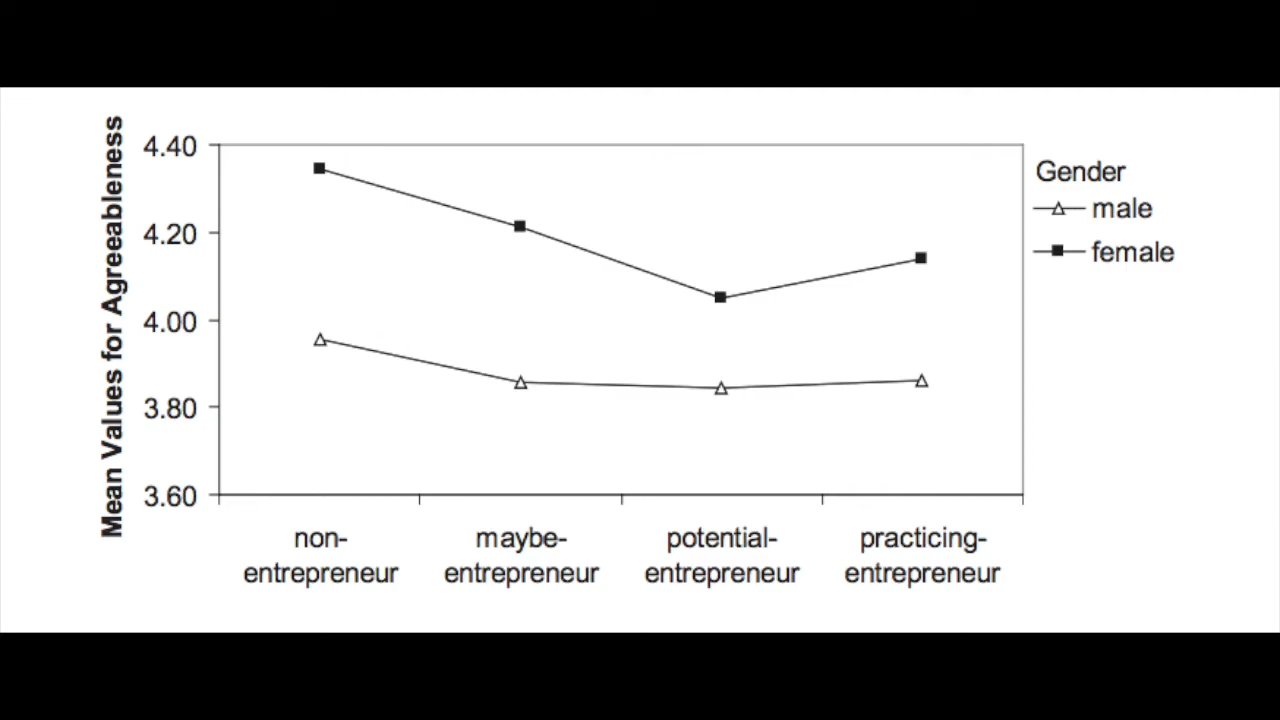 Mean Values for Agreeableness
4.40
4.20
4.00
3.80
3.60
non-
entrepreneur
maybe-
entrepreneur
potential-
entrepreneur
practicing-
entrepreneur
Gender
male
female